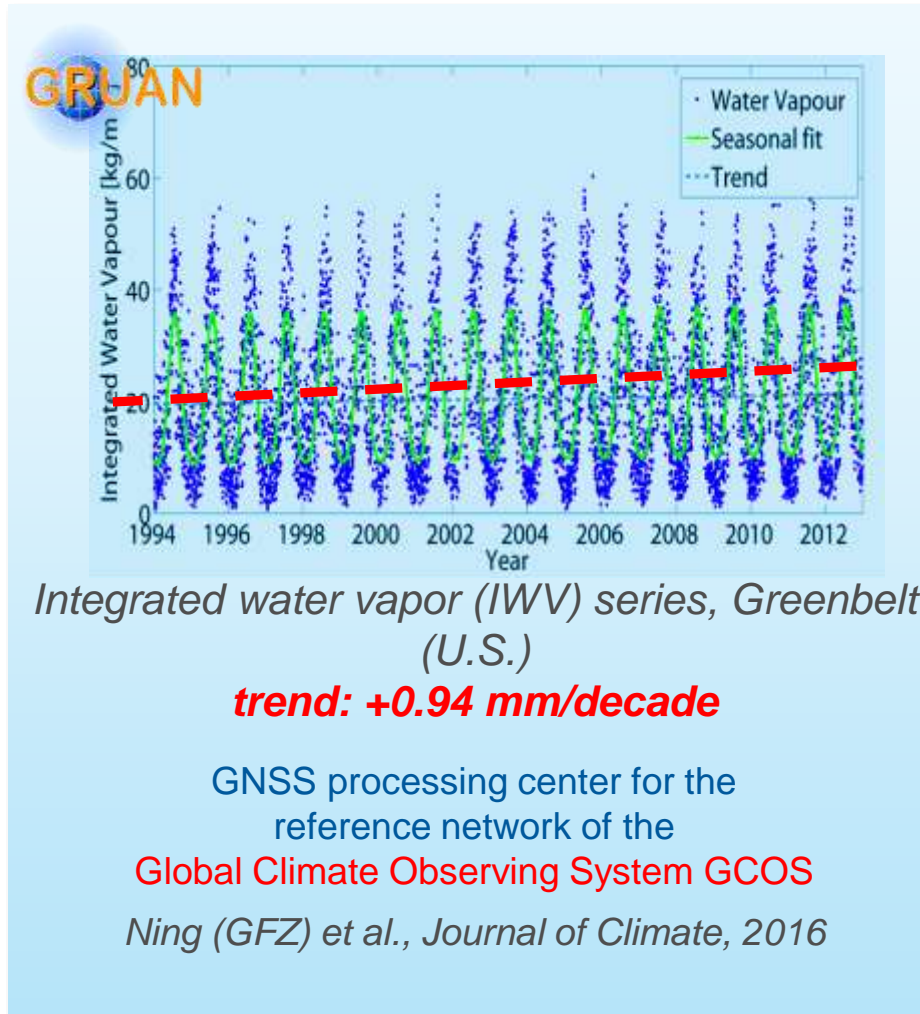 GRUAN
80
60
40
20
0
Integrated Water Vapour [kg/m
· Water Vapour
Seasonal fit
Trend
1994 1996 1998 2000 2002 2004 2006 2008 2010 2012
Year
Integrated water vapor (IWV) series, Greenbelt
(U.S.)
trend: +0.94 mm/decade
GNSS processing center for the
reference network of the
Global Climate Observing System GCOS
Ning (GFZ) et al., Journal of Climate, 2016